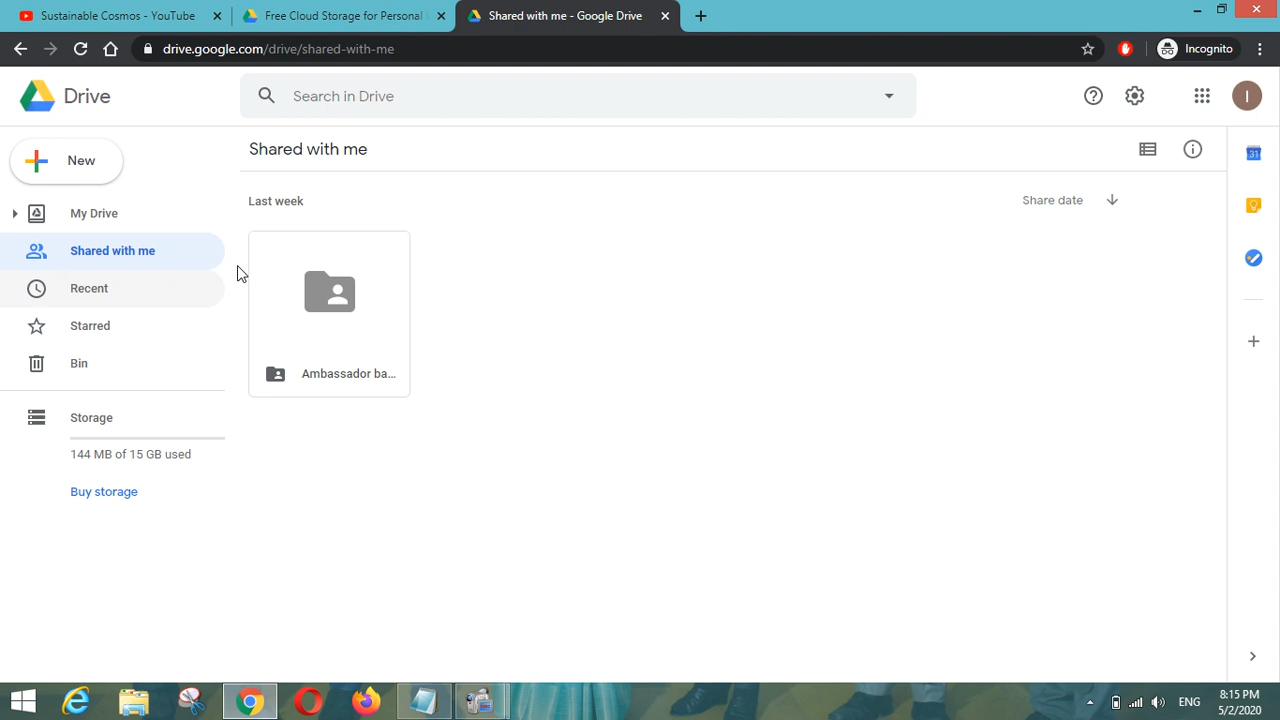 Sustainable Cosmos - YouTube
Free Cloud Storage for Personal
Shared with me - Google Drive
drive.google.com/drive/shared-with-me
Incognito
Drive
Search in Drive
I
New
Shared with me
31
My Drive
Last week
Share date
Shared with me
Recent
Starred
Bin
Ambassador ba...
Storage
144 MB of 15 GB used
Buy storage
ENG
8:15 PM
5/2/2020